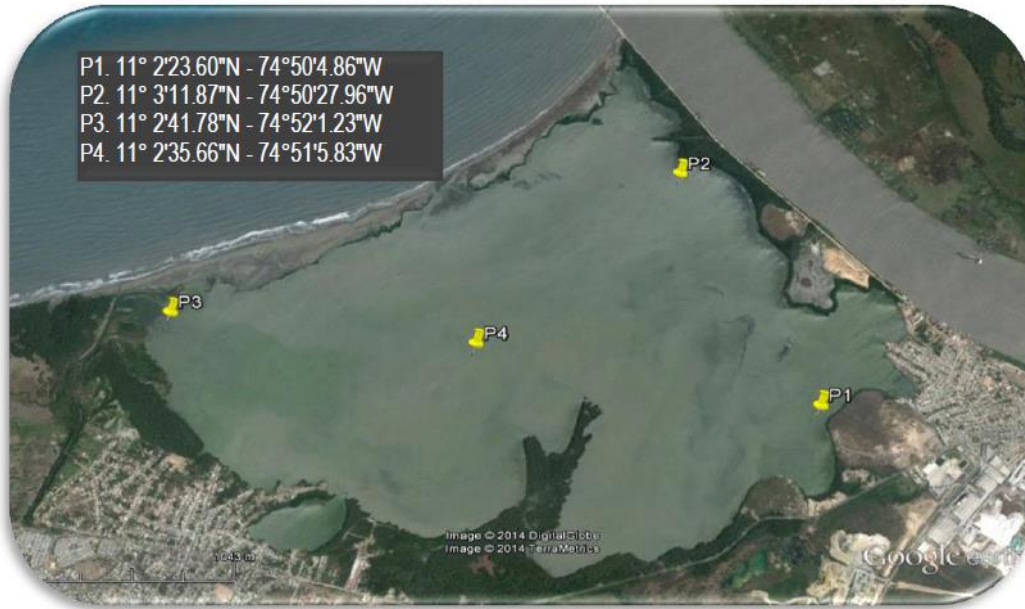 P1. 11° 2'23.60"N - 74°50'4.86"W
P2. 11° 3'11.87"N - 74°50'27.96"W
P3. 11° 2'41.78"N - 74°52'1.23"W
P4. 11° 2'35.66"N - 74°51'5.83"W
P2
P3
P4
P1
Image © 2014 DigitalGlobe
Image © 2014 TerraMetrics
1043 m
Google